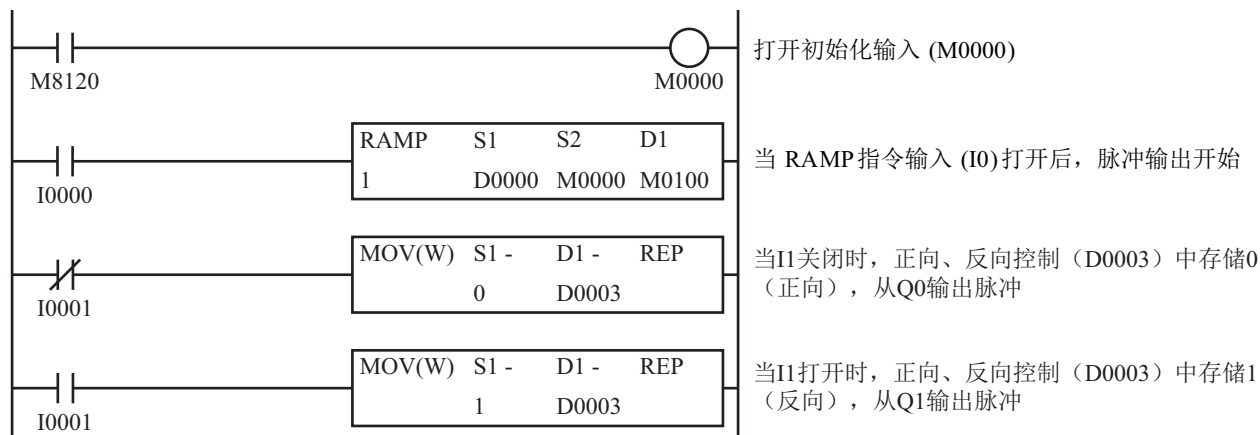 M8120
M0000
打开初始化输入 (M0000)
I0000
RAMP S1 S2 D1
1 D0000 M0000 M0100
当 RAMP指令输入 (I0)打开后，脉冲输出开始
I0001
MOV(W) S1 - D1 - REP
0 D0003
当I1关闭时，正向、反向控制（D0003）中存储0
（正向），从Q0输出脉冲
I0001
MOV(W) S1 - D1 - REP
1 D0003
当I1打开时，正向、反向控制（D0003）中存储1
（反向），从Q1输出脉冲